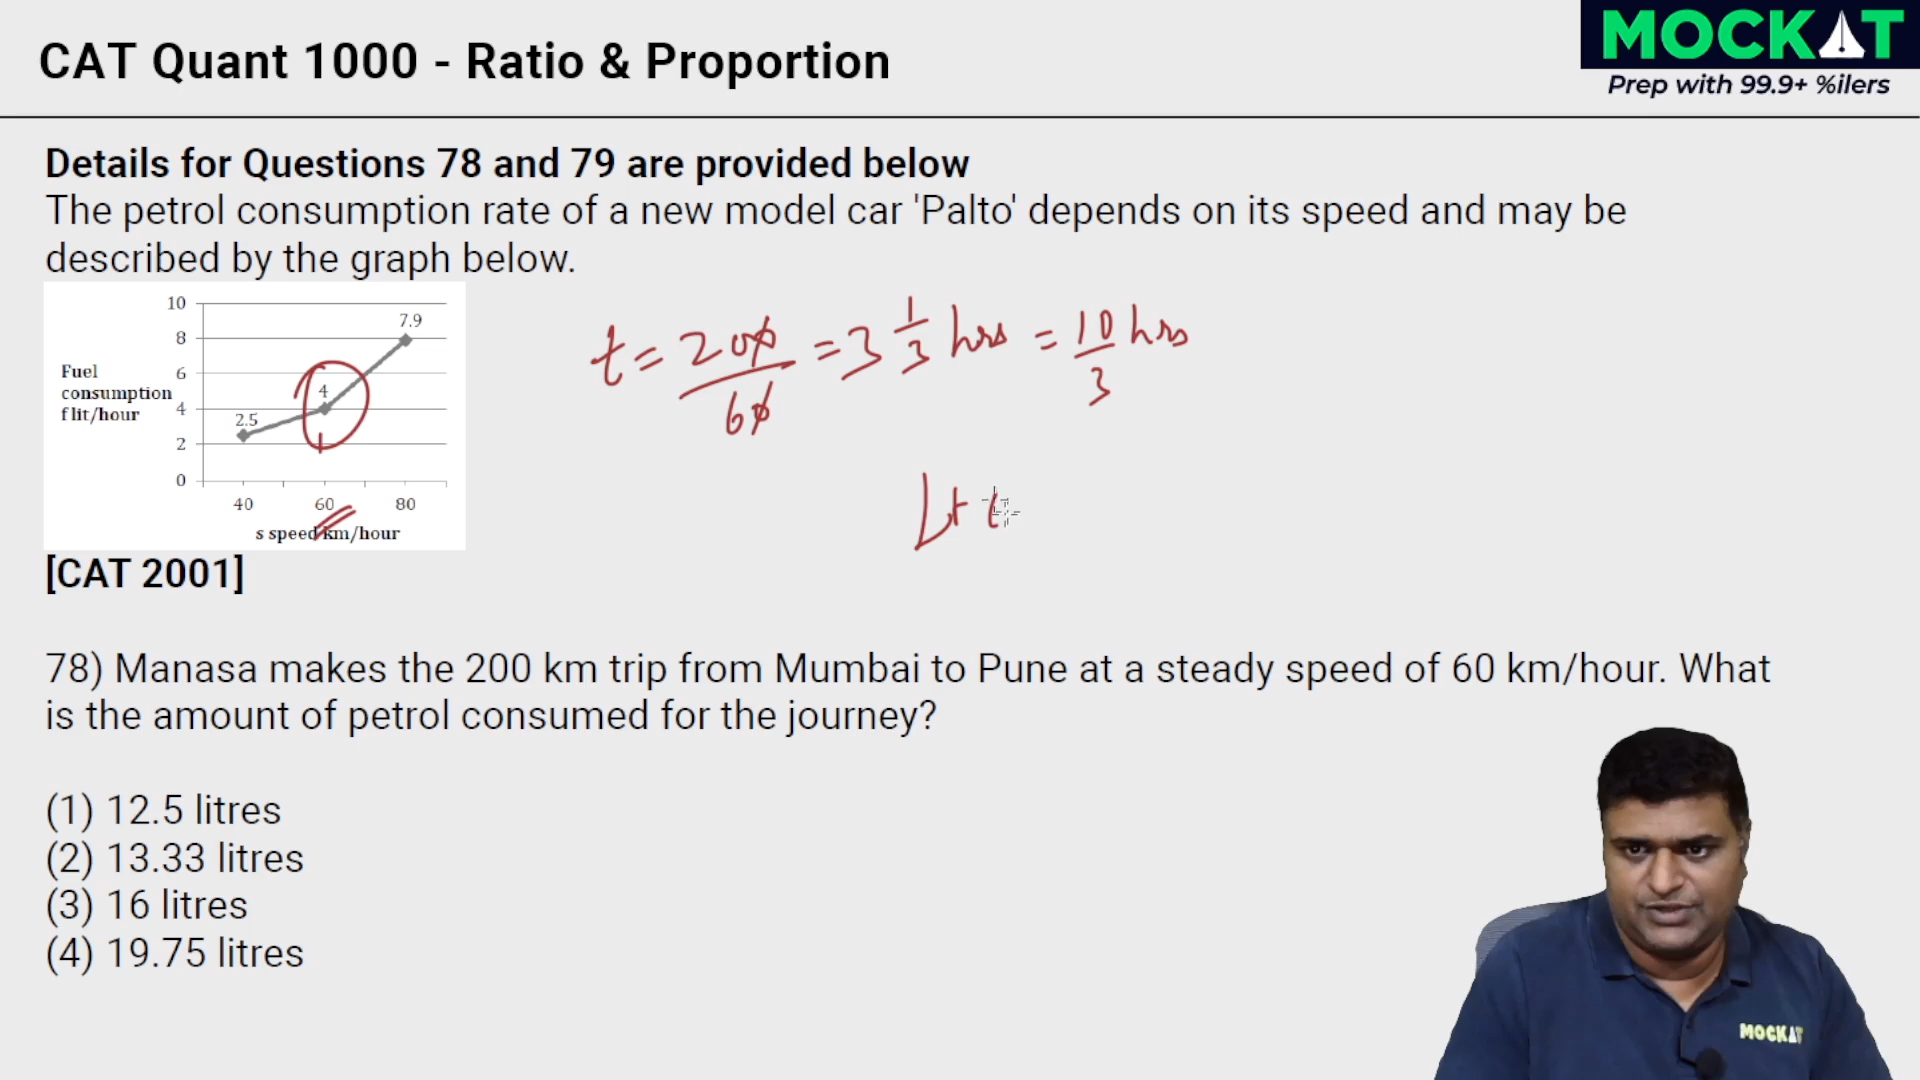 CAT Quant 1000 - Ratio & Proportion
MOCKAT
Prep with 99.9+ %ilers
Details for Questions 78 and 79 are provided below
The petrol consumption rate of a new model car 'Palto' depends on its speed and may be
described by the graph below.
10
8
6
4
2
0
Fuel
consumption
f lit/hour
2.5
4
7.9
40 60 80
s speed km/hour
t = 200/60 = 3 1/3 hrs = 10/3 hrs
[CAT 2001]
78) Manasa makes the 200 km trip from Mumbai to Pune at a steady speed of 60 km/hour. What
is the amount of petrol consumed for the journey?
(1) 12.5 litres
(2) 13.33 litres
(3) 16 litres
(4) 19.75 litres
MOCKAT